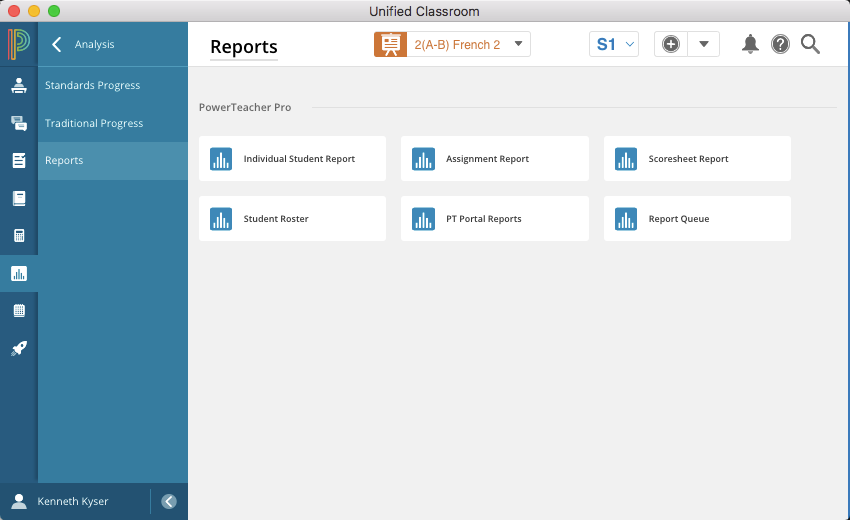 Unified Classroom
Analysis
Standards Progress
Traditional Progress
Reports
Kenneth Kyser
Reports
2(A-B) French 2
S1
PowerTeacher Pro
Individual Student Report
Assignment Report
Scoresheet Report
Student Roster
PT Portal Reports
Report Queue